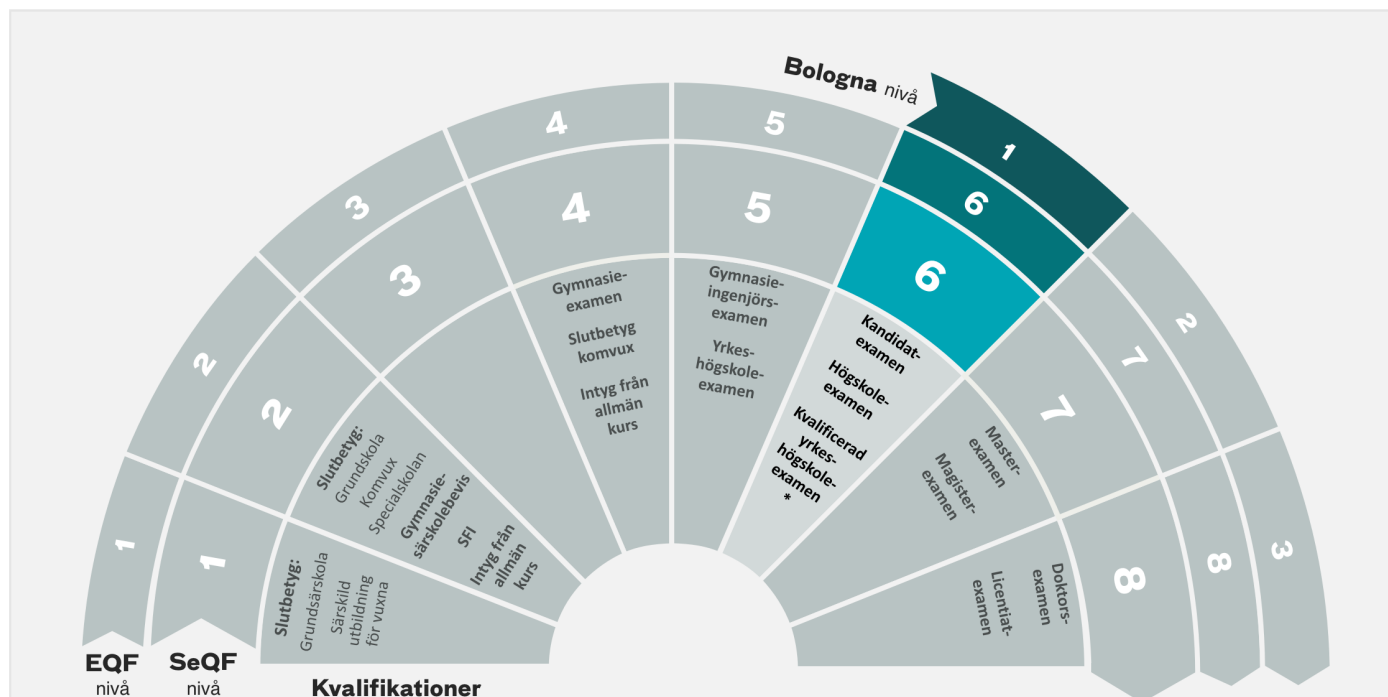 Bologna nivå
1
2
3
1
2
3
4
5
6
7
8
1
2
3
4
5
6
7
8
Slutbetyg:
Grundsärskola
Särskild
utbildning
för vuxna
Slutbetyg:
Grundskola
Komvux
Specialskolan
Gymnasie-
särskolebevis
SFI
Intyg från
allmän
kurs
Gymnasie-
examen
Slutbetyg
komvux
Intyg från
allmän
kurs
Gymnasie-
ingenjörs-
examen
Yrkes-
högskole-
examen
Kandidat-
examen
Högskole-
examen
Kvalificerad
yrkes-
högskole-
examen
*
Master-
examen
Magister-
examen
Doktors-
examen
Licentiat-
examen
EQF
nivå
SeQF
nivå
Kvalifikationer